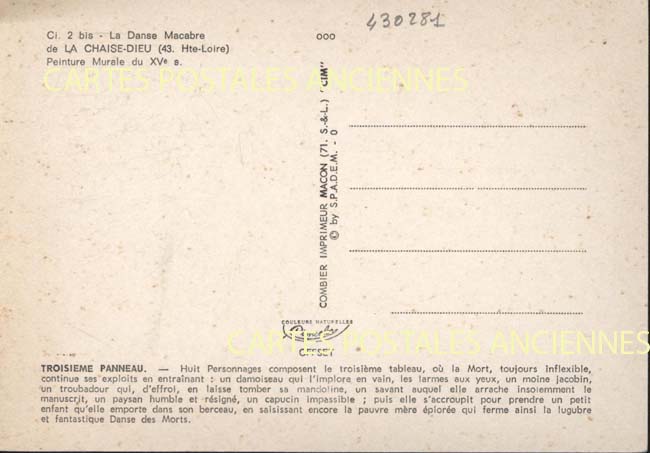 430281
Ci. 2 bis - La Danse Macabre
de LA CHAISE-DIEU (43. Hte-Loire)
Peinture Murale du XVe s.
000
CARTES POSTALES ANCIENNES
COMBIER IMPRIMEUR MACON (71. S.-&-L.) "CIM"
© by S.P.A.D.E.M. - 0
COULEURS NATURELLES
CARTES POSTALES ANCIENNES
TROISIEME PANNEAU. — Huit Personnages composent le troisième tableau, où la Mort, toujours inflexible,
continue ses exploits en entraînant : un damoiseau qui l'implore en vain, les larmes aux yeux, un moine jacobin,
un troubadour qui, d'effroi, en laisse tomber sa mandoline, un savant auquel elle arrache insolemment le
manuscrit, un paysan humble et résigné, un capucin impassible ; puis elle s'accroupit pour prendre un petit
enfant qu'elle emporte dans son berceau, en saisissant encore la pauvre mère éplorée qui ferme ainsi la lugubre
et fantastique Danse des Morts.